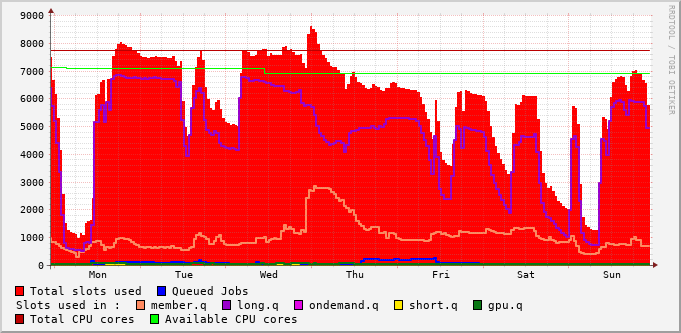 RRDTOOL / TOBI OETIKER
9000
8000
7000
6000
5000
4000
3000
2000
1000
0
Mon Tue Wed Thu Fri Sat Sun
Total slots used Queued Jobs
Slots used in : member.q long.q ondemand.q short.q gpu.q
Total CPU cores Available CPU cores